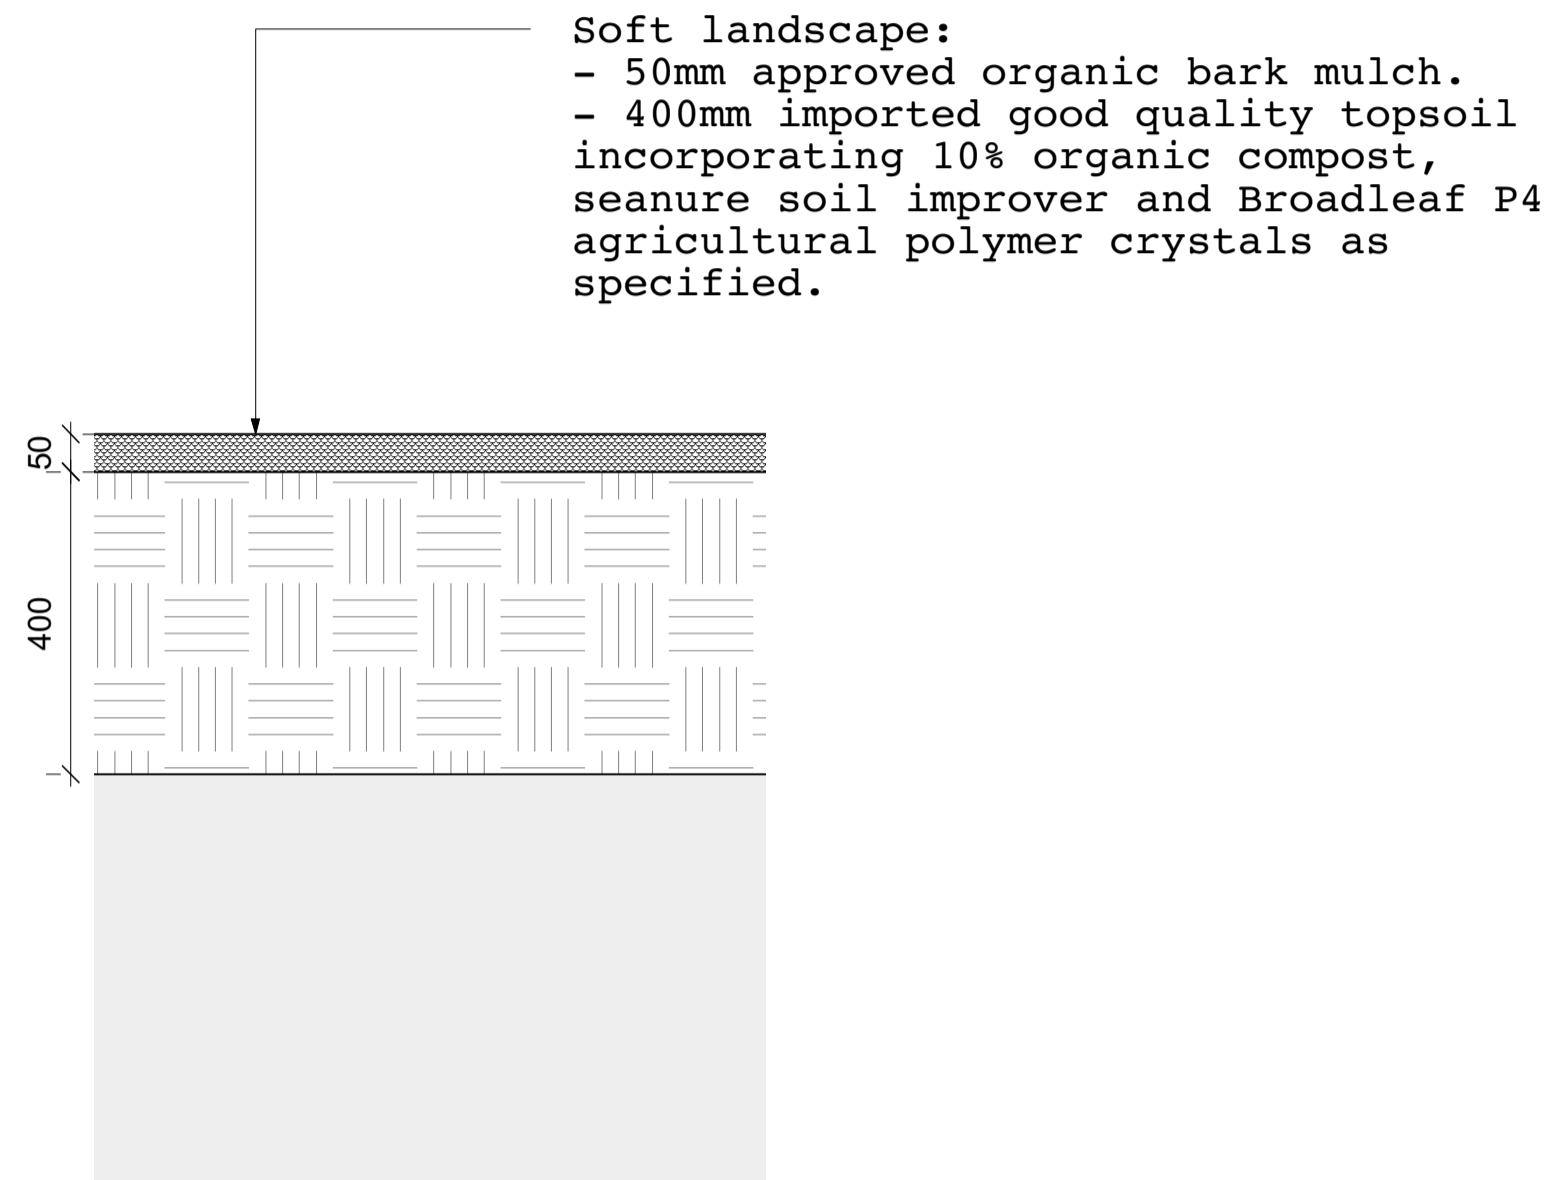 Soft landscape:
- 50mm approved organic bark mulch.
- 400mm imported good quality topsoil
incorporating 10% organic compost,
seanure soil improver and Broadleaf P4
agricultural polymer crystals as
specified.
50
400